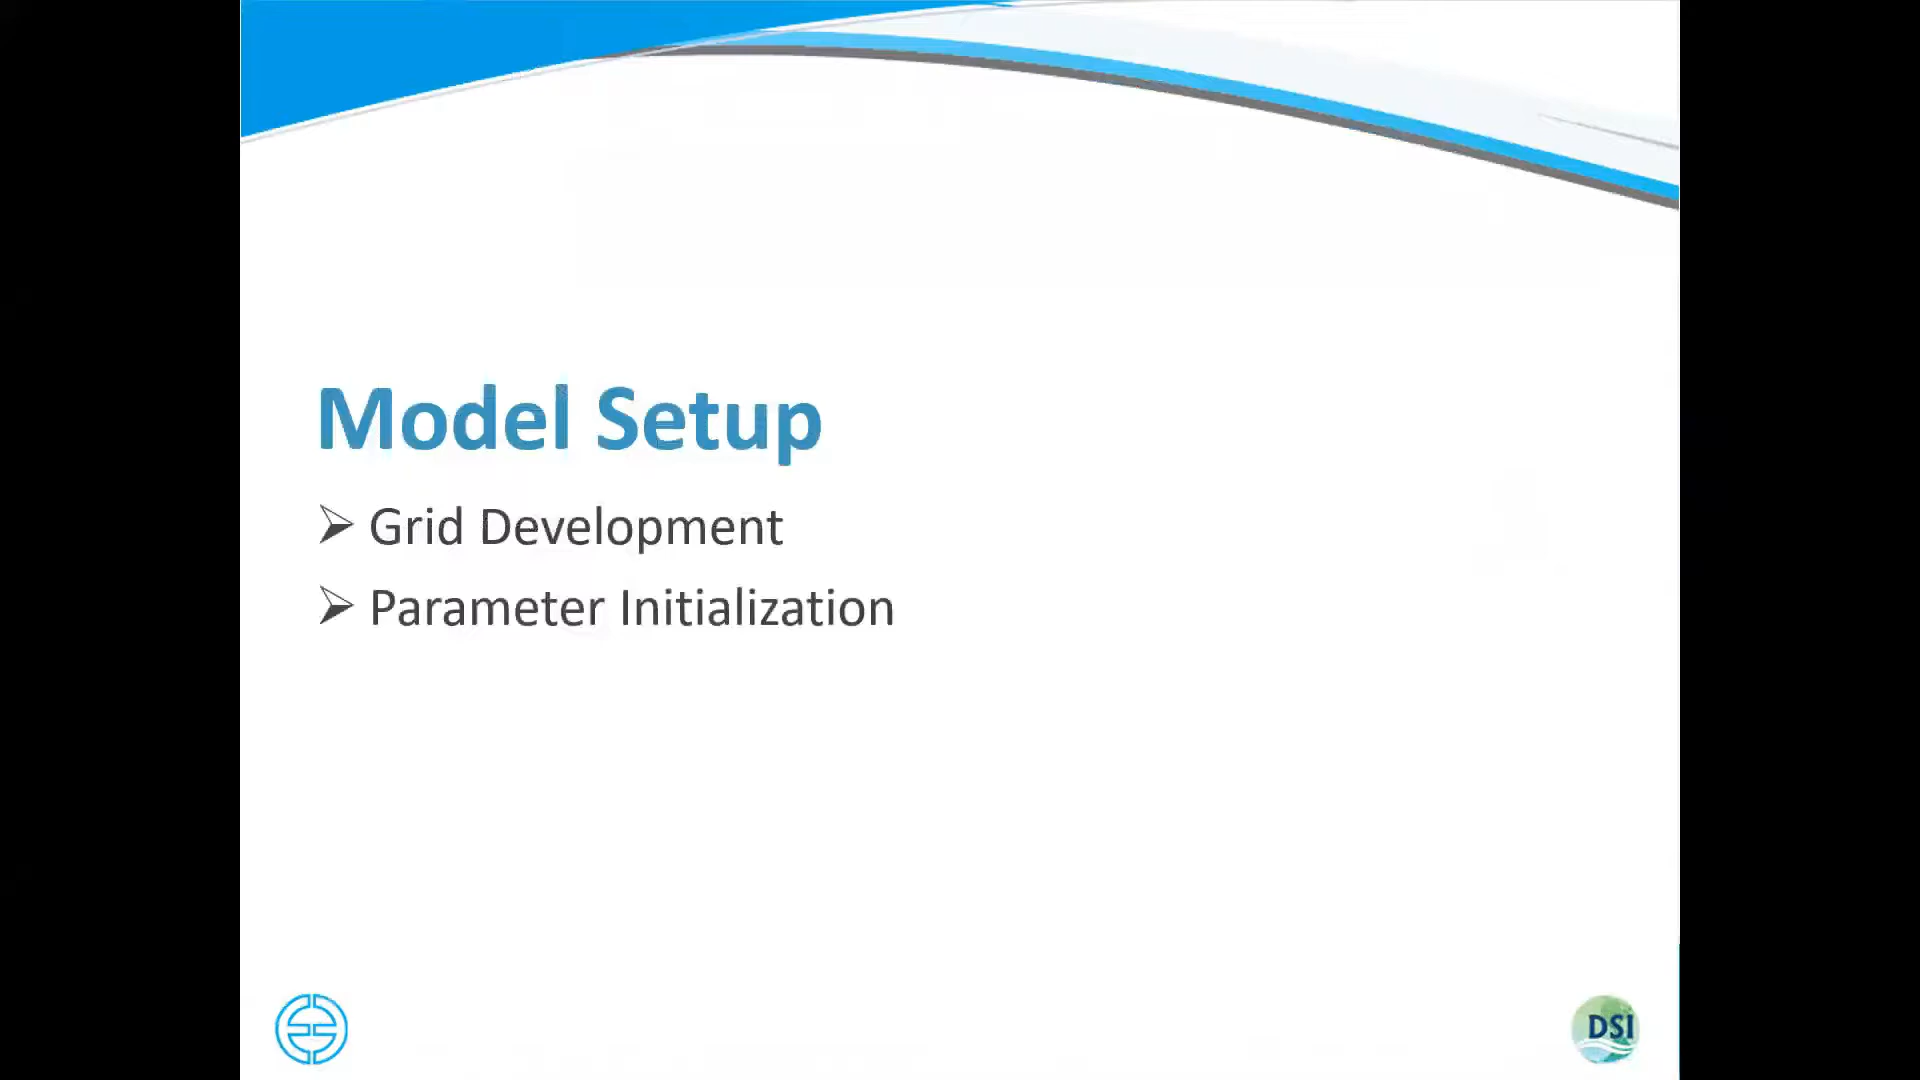 Model Setup
Grid Development
Parameter Initialization
DSI